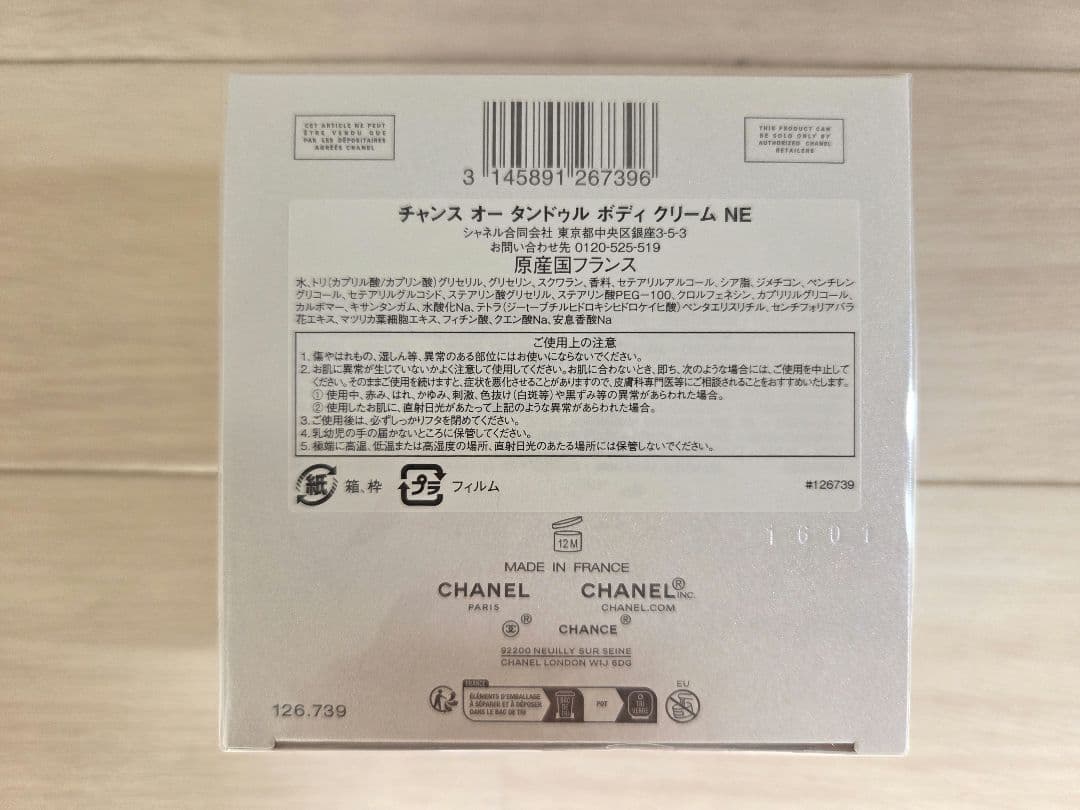 CET ARTICLE NE PEUT
ÊTRE VENDU QUE
PAR LES DÉPOSITAIRES
AGRÉÉS CHANEL
3 145891 267396
THIS PRODUCT CAN
BE SOLD ONLY BY
AUTHORIZED CHANEL
RETAILERS
チャンス オー タンドゥル ボディ クリーム NE
シャネル合同会社 東京都中央区銀座3-5-3
お問い合わせ先 0120-525-519
原産国フランス
水、トリ(カプリル酸/カプリン酸)グリセリル、グリセリン、スクワラン、香料、セテアリルアルコール、シア脂、ジメチコン、ペンチレン
グリコール、セテアリルグルコシド、ステアリン酸グリセリル、ステアリン酸PEG-100、クロルフェネシン、カプリリルグリコール、
カルボマー、キサンタンガム、水酸化Na、テトラ(ジ-t-ブチルヒドロキシヒドロケイヒ酸)ペンタエリスリチル、センチフォリアバラ
花エキス、マツリカ葉細胞エキス、フィチン酸、クエン酸Na、安息香酸Na
ご使用上の注意
1. 傷やはれもの、湿しん等、異常のある部位にはお使いにならないでください。
2. お肌に異常が生じていないかよく注意して使用してください。お肌に合わないとき、即ち、次のような場合には、ご使用を中止して
ください。そのままご使用を続けますと、症状を悪化させることがありますので、皮膚科専門医等にご相談されることをおすすめいたします。
① 使用中、赤み、はれ、かゆみ、刺激、色抜け(白斑等)や黒ずみ等の異常があらわれた場合。
② 使用したお肌に、直射日光があたって上記のような異常があらわれた場合。
3. ご使用後は、必ずしっかりフタを閉めてください。
4. 乳幼児の手の届かないところに保管してください。
5. 極端に高温、低温または高湿度の場所、直射日光のあたる場所には保管しないでください。
紙 箱、枠 プラ フィルム #126739
12M
1601
MADE IN FRANCE
CHANEL CHANEL® INC.
PARIS CHANEL.COM
® CHANCE®
92200 NEUILLY SUR SEINE
CHANEL LONDON W1J 6DG
FRANCE
ÉLÉMENTS D'EMBALLAGE
À SÉPARER ET À DÉPOSER
DANS LE BAC DE TRI
BAC DE TRI
POT
TRI VERRE
EU
126.739